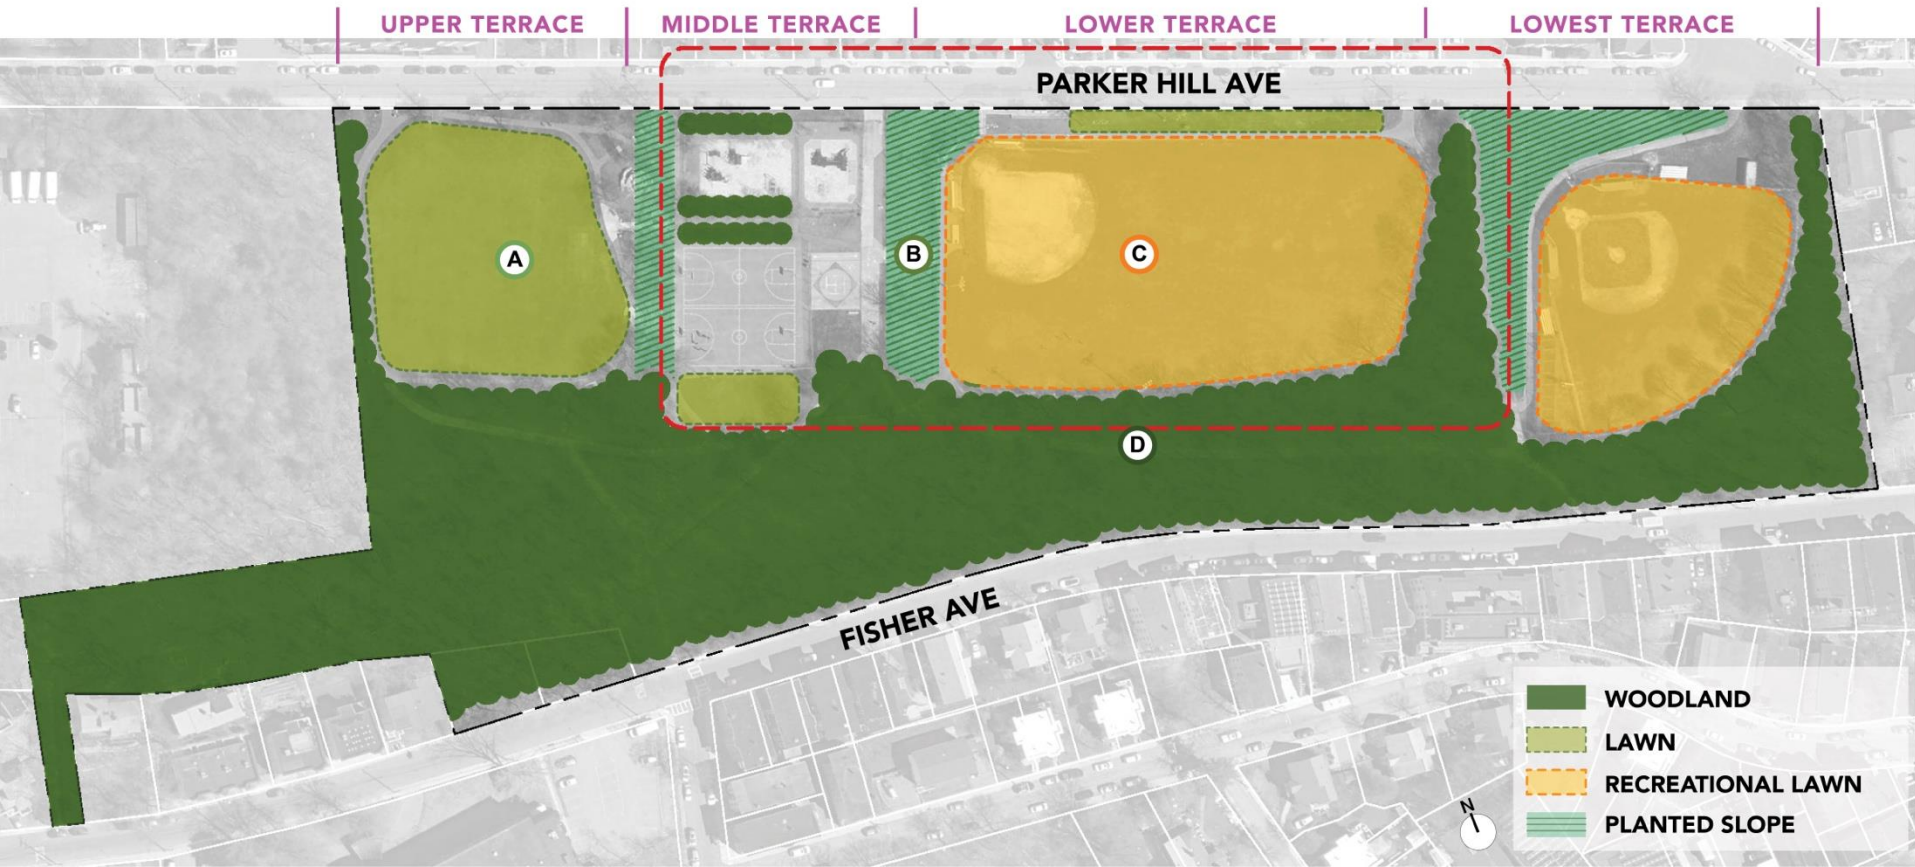 UPPER TERRACE
MIDDLE TERRACE
LOWER TERRACE
LOWEST TERRACE
PARKER HILL AVE
A
B
C
D
FISHER AVE
WOODLAND
LAWN
RECREATIONAL LAWN
PLANTED SLOPE
N